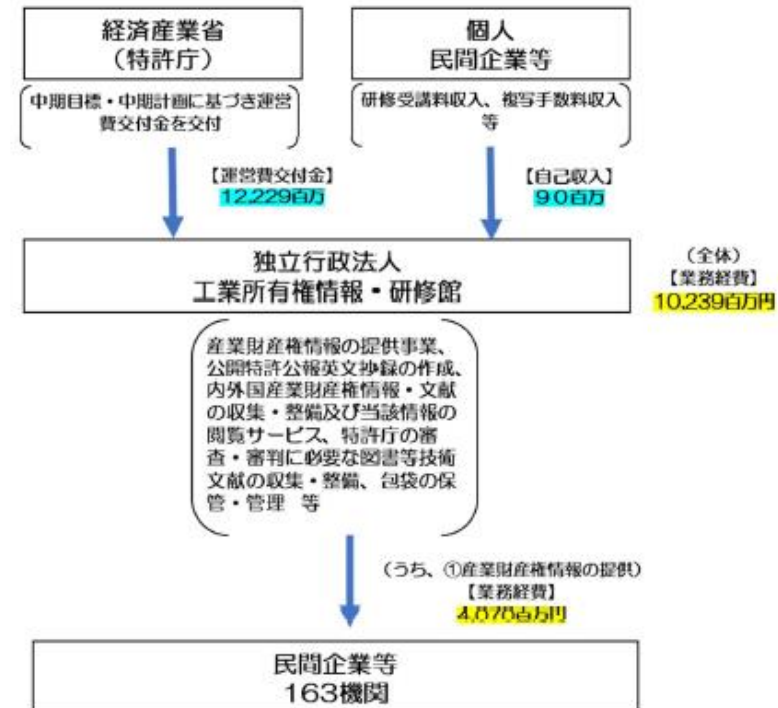 経済産業省
（特許庁）
個人
民間企業等
中期目標・中期計画に基づき運営
費交付金を交付
研修受講料収入、複写手数料収入
等
【運営費交付金】
12,229百万
【自己収入】
90百万
独立行政法人
工業所有権情報・研修館
（全体）
【業務経費】
10,239百万円
産業財産権情報の提供事業、
公開特許公報英文抄録の作成、
内外国産業財産権情報・文献
の収集・整備及び当該情報の
閲覧サービス、特許庁の審
査・審判に必要な図書等技術
文献の収集・整備、包袋の保
管・管理 等
（うち、①産業財産権情報の提供）
【業務経費】
百万円
民間企業等
163機関